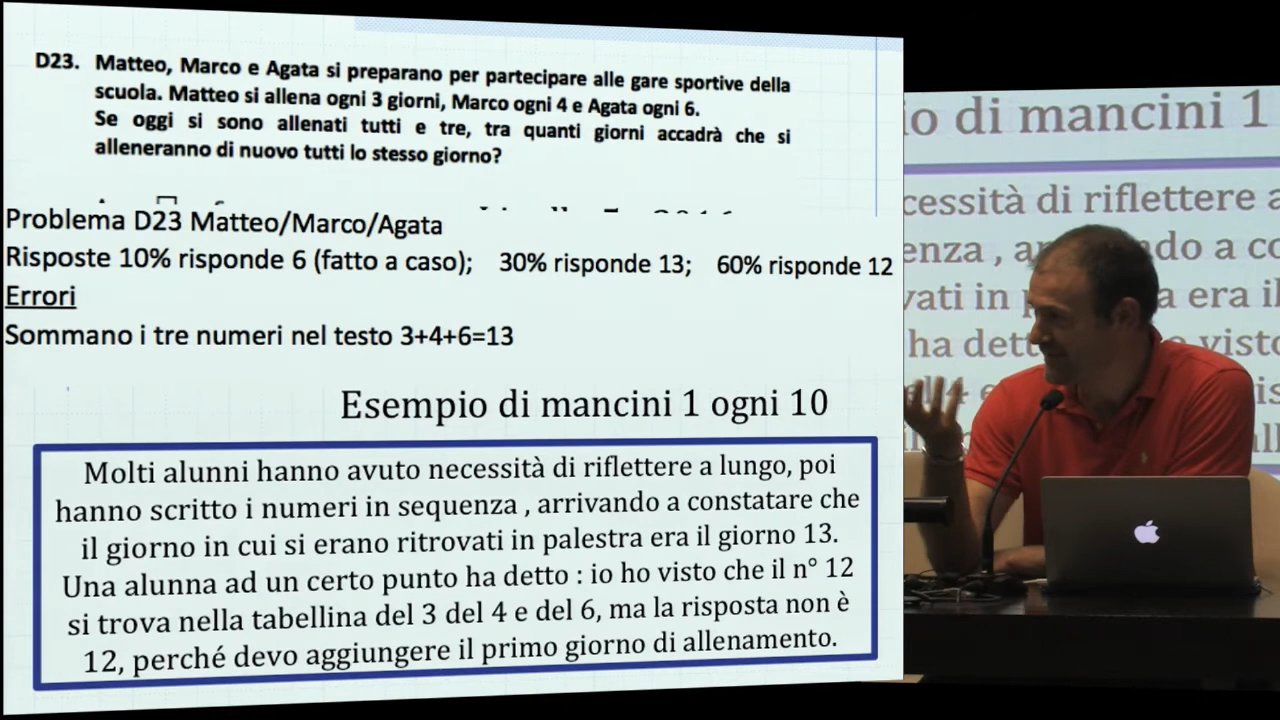 D23. Matteo, Marco e Agata si preparano per partecipare alle gare sportive della
scuola. Matteo si allena ogni 3 giorni, Marco ogni 4 e Agata ogni 6.
Se oggi si sono allenati tutti e tre, tra quanti giorni accadrà che si
alleneranno di nuovo tutti lo stesso giorno?
Problema D23 Matteo/Marco/Agata
Risposte 10% risponde 6 (fatto a caso); 30% risponde 13; 60% risponde 12
Errori
Sommano i tre numeri nel testo 3+4+6=13
Esempio di mancini 1 ogni 10
Molti alunni hanno avuto necessità di riflettere a lungo, poi
hanno scritto i numeri in sequenza , arrivando a constatare che
il giorno in cui si erano ritrovati in palestra era il giorno 13.
Una alunna ad un certo punto ha detto : io ho visto che il n° 12
si trova nella tabellina del 3 del 4 e del 6, ma la risposta non è
12, perché devo aggiungere il primo giorno di allenamento.
io di mancini 1
cessità di riflettere a
enza , a do a co
vati in a era il
ha dett visto